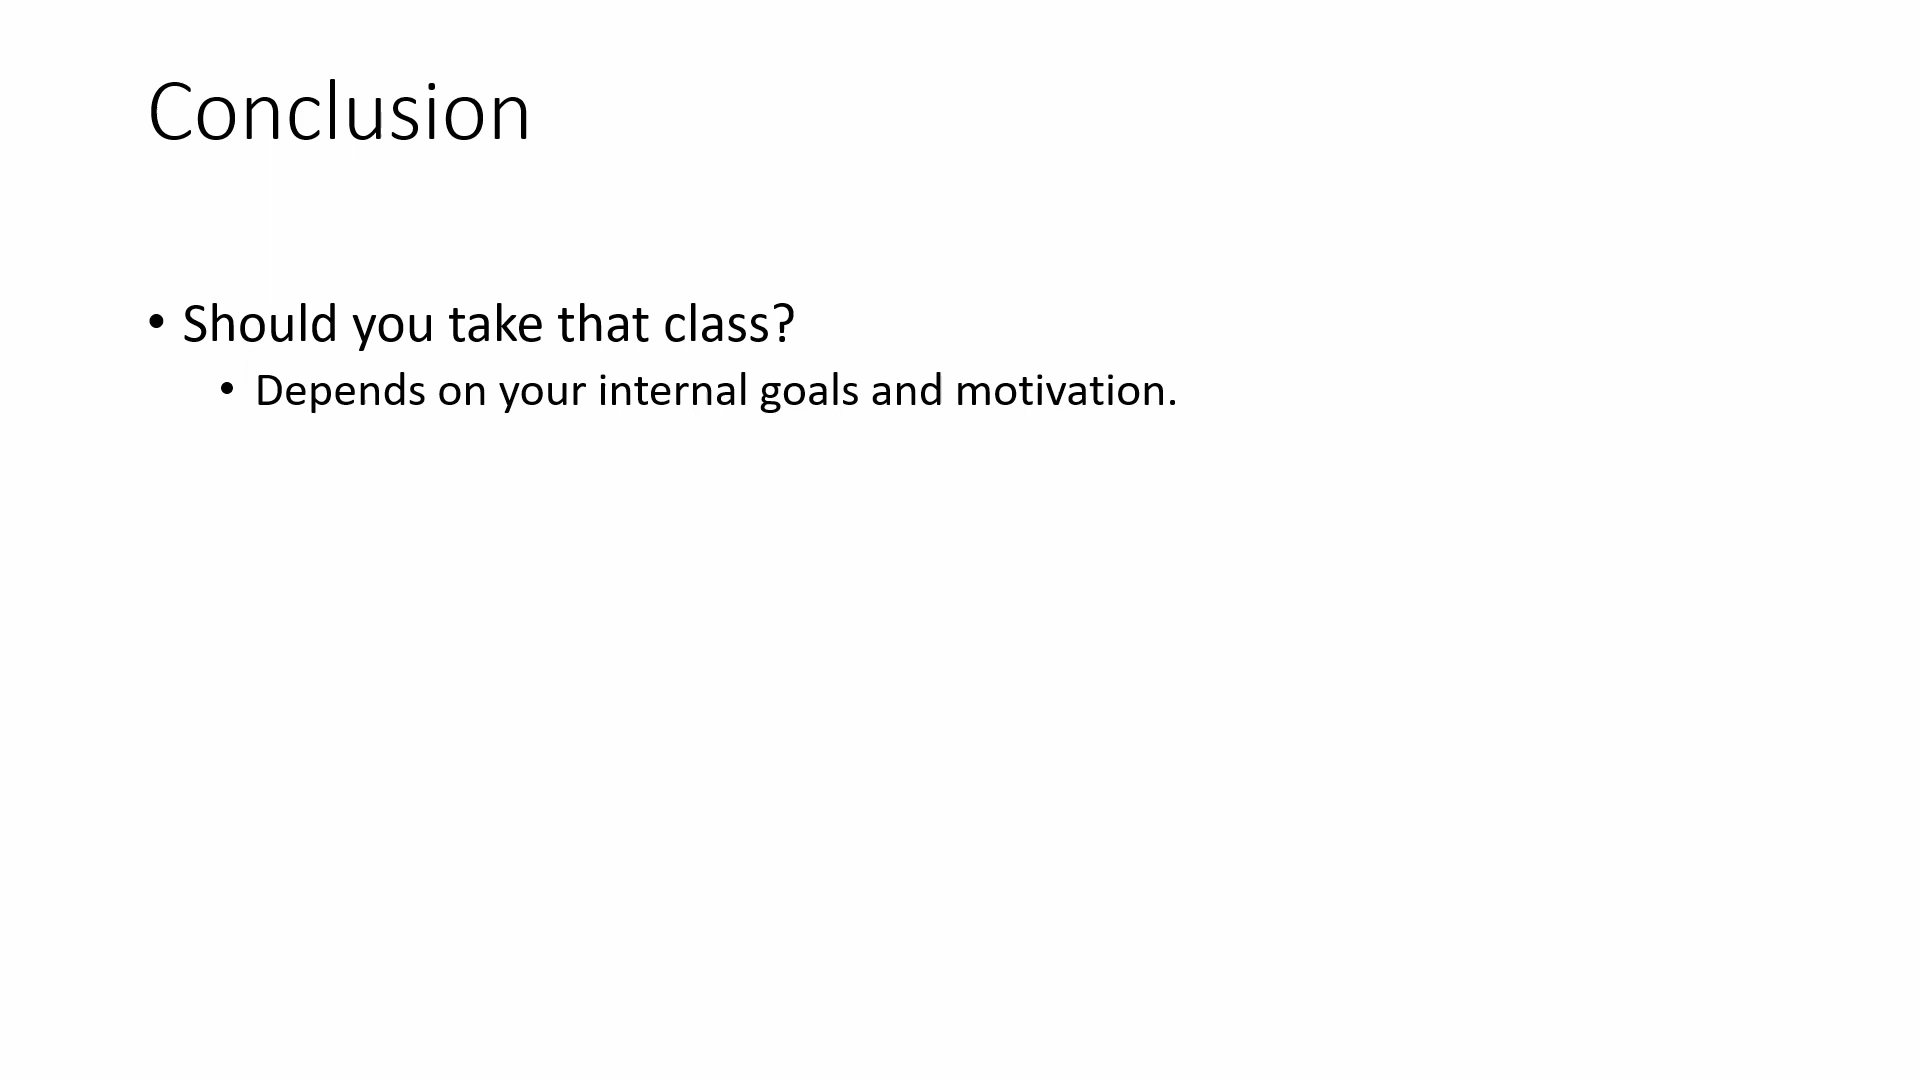 Conclusion
• Should you take that class?
• Depends on your internal goals and motivation.